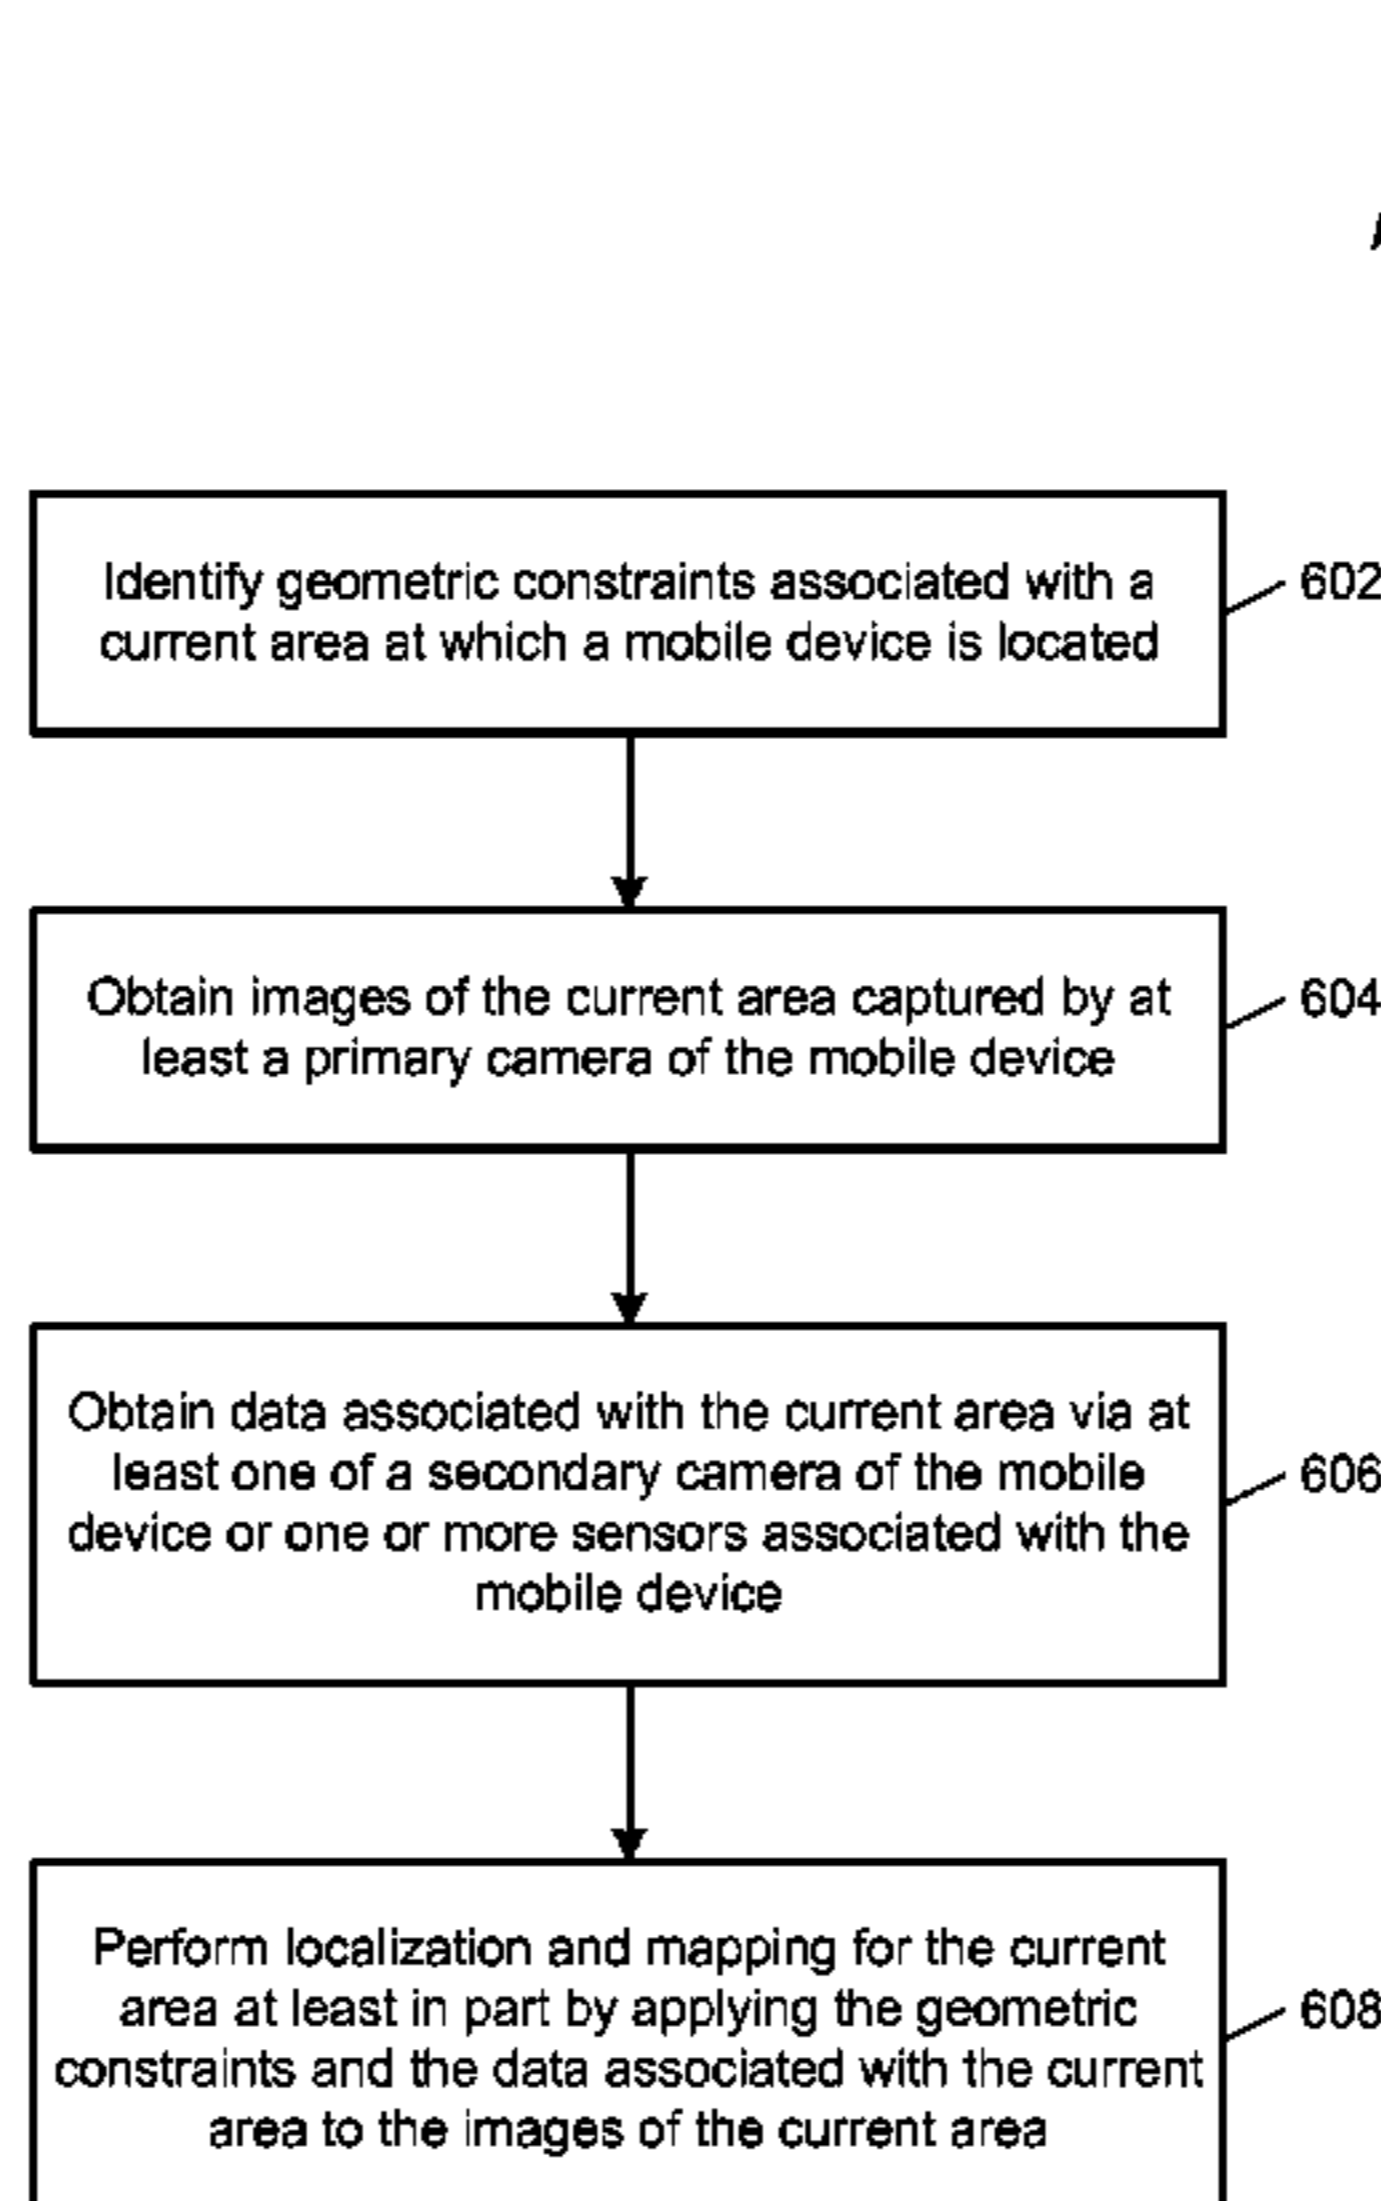 Identify geometric constraints associated with a
current area at which a mobile device is located
602
Obtain images of the current area captured by at
least a primary camera of the mobile device
604
Obtain data associated with the current area via at
least one of a secondary camera of the mobile
device or one or more sensors associated with the
mobile device
606
Perform localization and mapping for the current
area at least in part by applying the geometric
constraints and the data associated with the current
area to the images of the current area
608